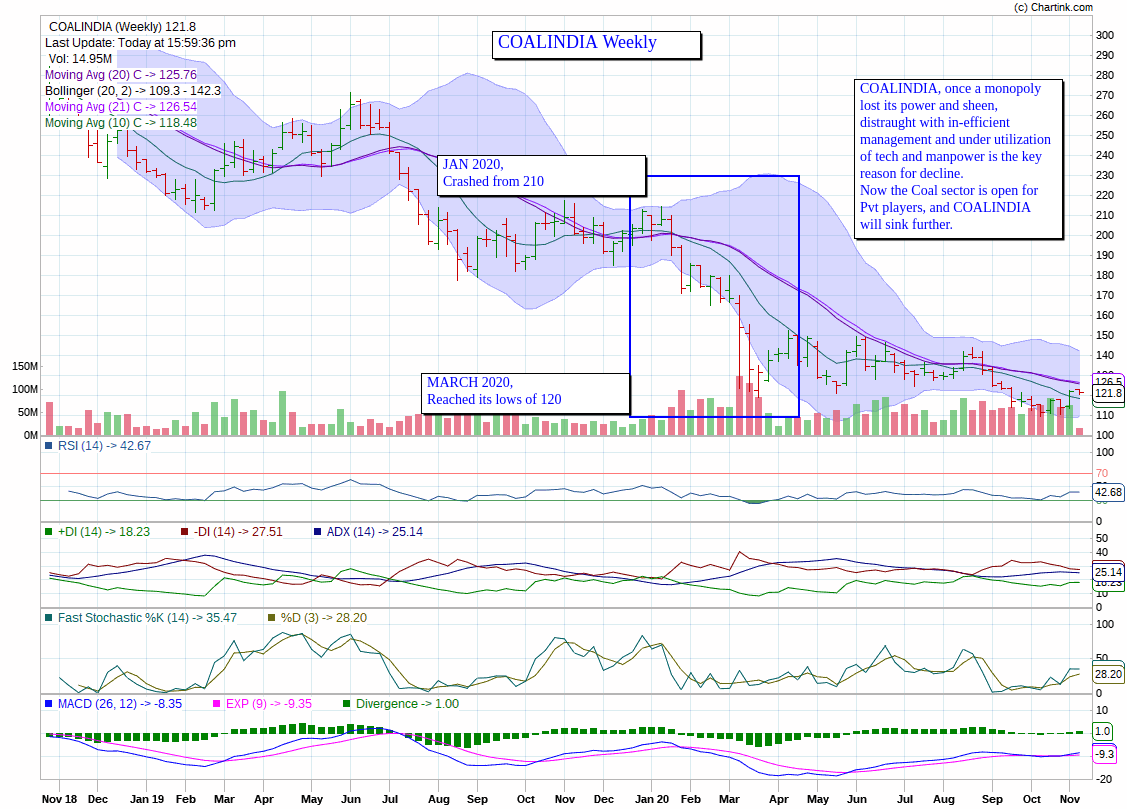 (c) Chartink.com
COALINDIA (Weekly) 121.8
Last Update: Today at 15:59:36 pm
Vol: 14.95M
Moving Avg (20) C -> 125.76
Bollinger (20, 2) -> 109.3 - 142.3
Moving Avg (21) C -> 126.54
Moving Avg (10) C -> 118.48
COALINDIA Weekly
COALINDIA, once a monopoly
lost its power and sheen,
distraught with in-efficient
management and under utilization
of tech and manpower is the key
reason for decline.
Now the Coal sector is open for
Pvt players, and COALINDIA
will sink further.
JAN 2020,
Crashed from 210
MARCH 2020,
Reached its lows of 120
300
290
280
270
260
250
240
230
220
210
200
190
180
170
160
150
140
126.5
121.8
110
100
150M
100M
50M
0M
RSI (14) -> 42.67
100
70
42.68
0
+DI (14) -> 18.23
-DI (14) -> 27.51
ADX (14) -> 25.14
50
40
25.14
18.23
10
0
Fast Stochastic %K (14) -> 35.47
%D (3) -> 28.20
100
50
28.20
0
MACD (26, 12) -> -8.35
EXP (9) -> -9.35
Divergence -> 1.00
10
1.0
-9.3
-20
Nov 18 Dec Jan 19 Feb Mar Apr May Jun Jul Aug Sep Oct Nov Dec Jan 20 Feb Mar Apr May Jun Jul Aug Sep Oct Nov